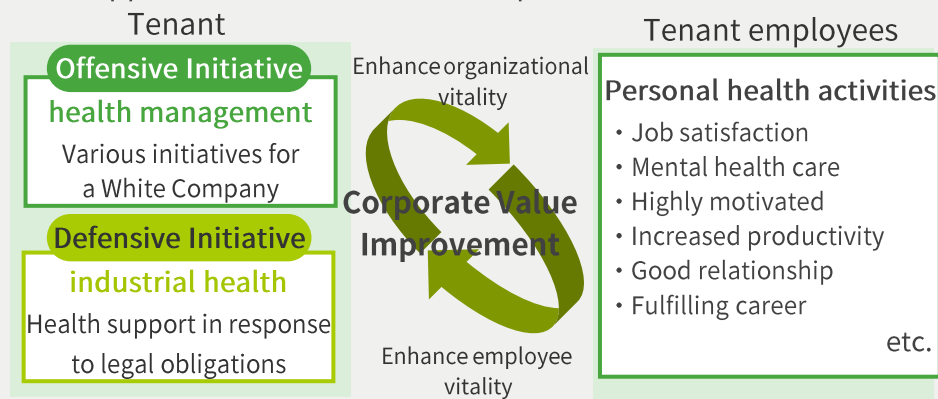 Tenant
Offensive Initiative
health management
Various initiatives for
a White Company
Defensive Initiative
industrial health
Health support in response
to legal obligations
Enhance organizational
vitality
Corporate Value
Improvement
Enhance employee
vitality
Tenant employees
Personal health activities
・Job satisfaction
・Mental health care
・Highly motivated
・Increased productivity
・Good relationship
・Fulfilling career
etc.